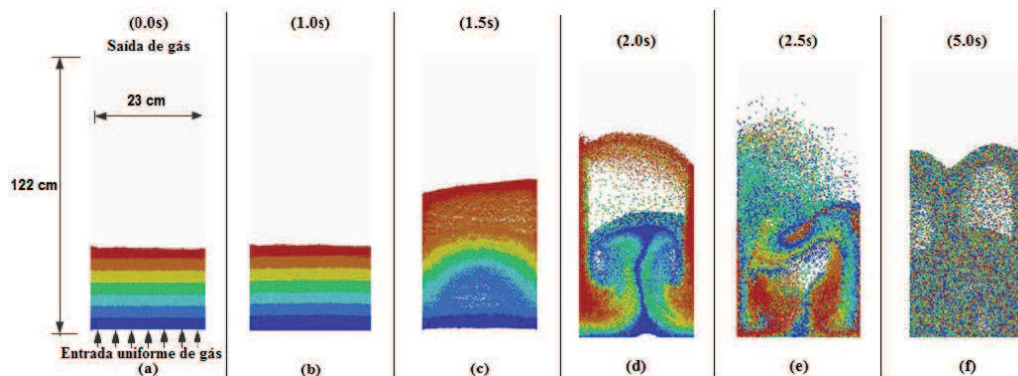 (0.0s)
(1.0s)
(1.5s)
(2.0s)
(2.5s)
(5.0s)
Saída de gás
23 cm
122 cm
Entrada uniforme de gás
(a)
(b)
(c)
(d)
(e)
(f)